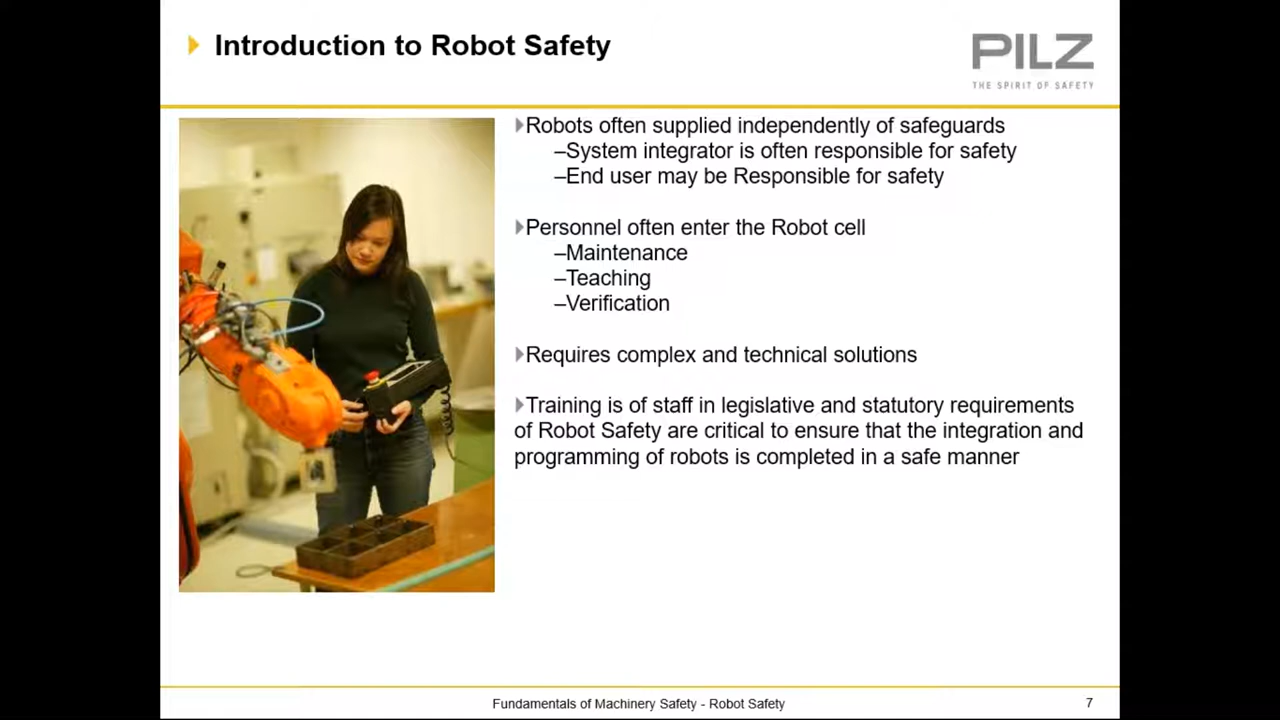 Introduction to Robot Safety
PILZ
THE SPIRIT OF SAFETY
Robots often supplied independently of safeguards
–System integrator is often responsible for safety
–End user may be Responsible for safety
Personnel often enter the Robot cell
–Maintenance
–Teaching
–Verification
Requires complex and technical solutions
Training is of staff in legislative and statutory requirements
of Robot Safety are critical to ensure that the integration and
programming of robots is completed in a safe manner
Fundamentals of Machinery Safety - Robot Safety
7